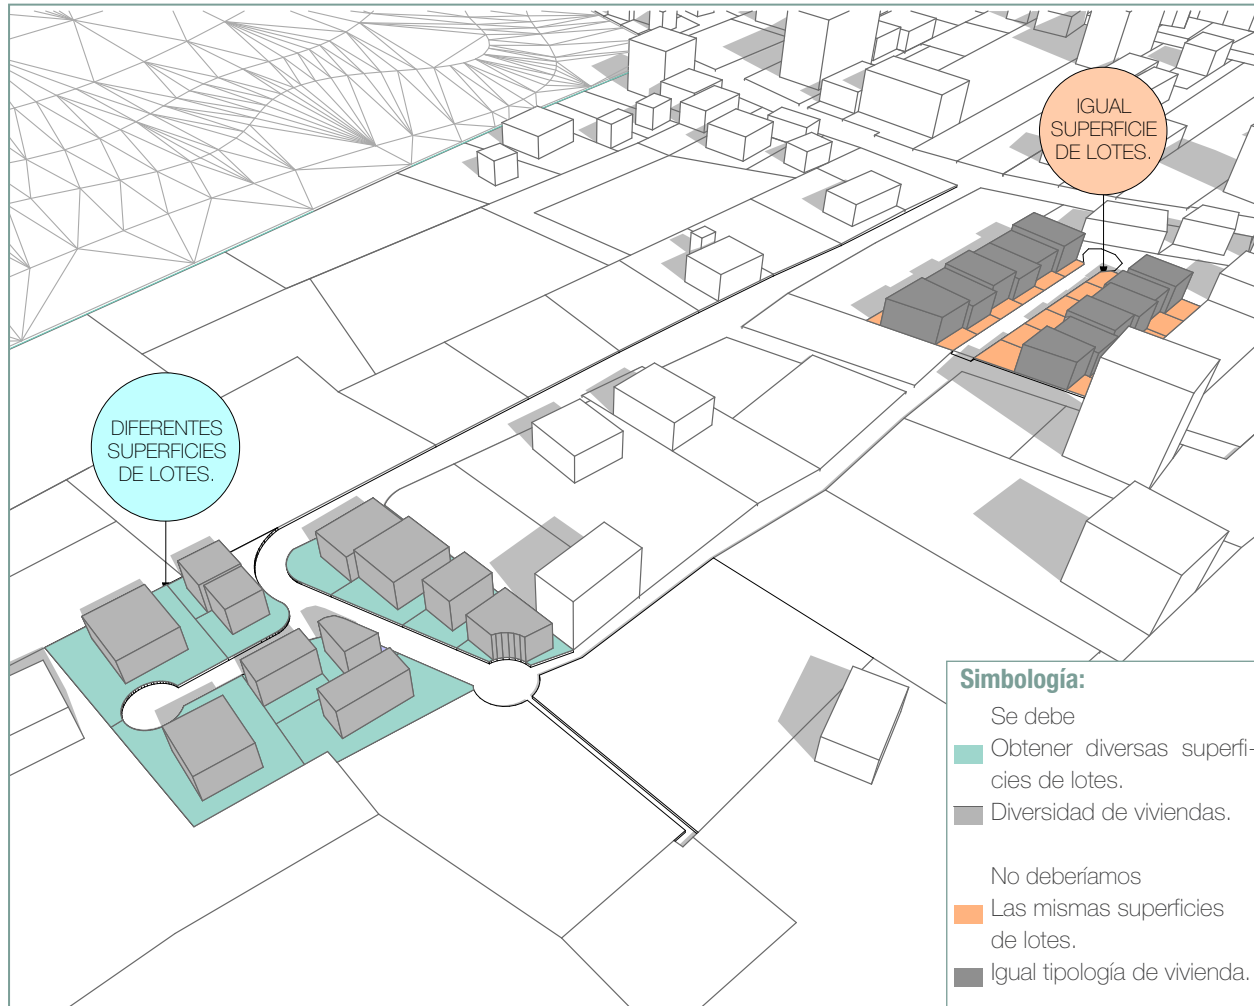 IGUAL
SUPERFICIE
DE LOTES.
DIFERENTES
SUPERFICIES
DE LOTES.
Simbología:
Se debe
Obtener diversas superfi-
cies de lotes.
Diversidad de viviendas.
No deberíamos
Las mismas superficies
de lotes.
Igual tipología de vivienda.